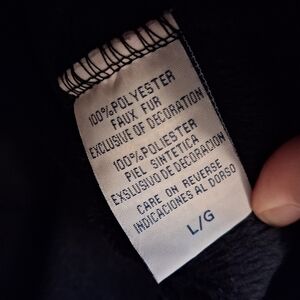 100%POLYESTER
FAUX FUR
EXCLUSIVE OF DECORATION
100%POLIESTER
PIEL SINTETICA
EXCLUSIVO DE DECORACION
CARE ON REVERSE
INDICACIONES AL DORSO
L/G